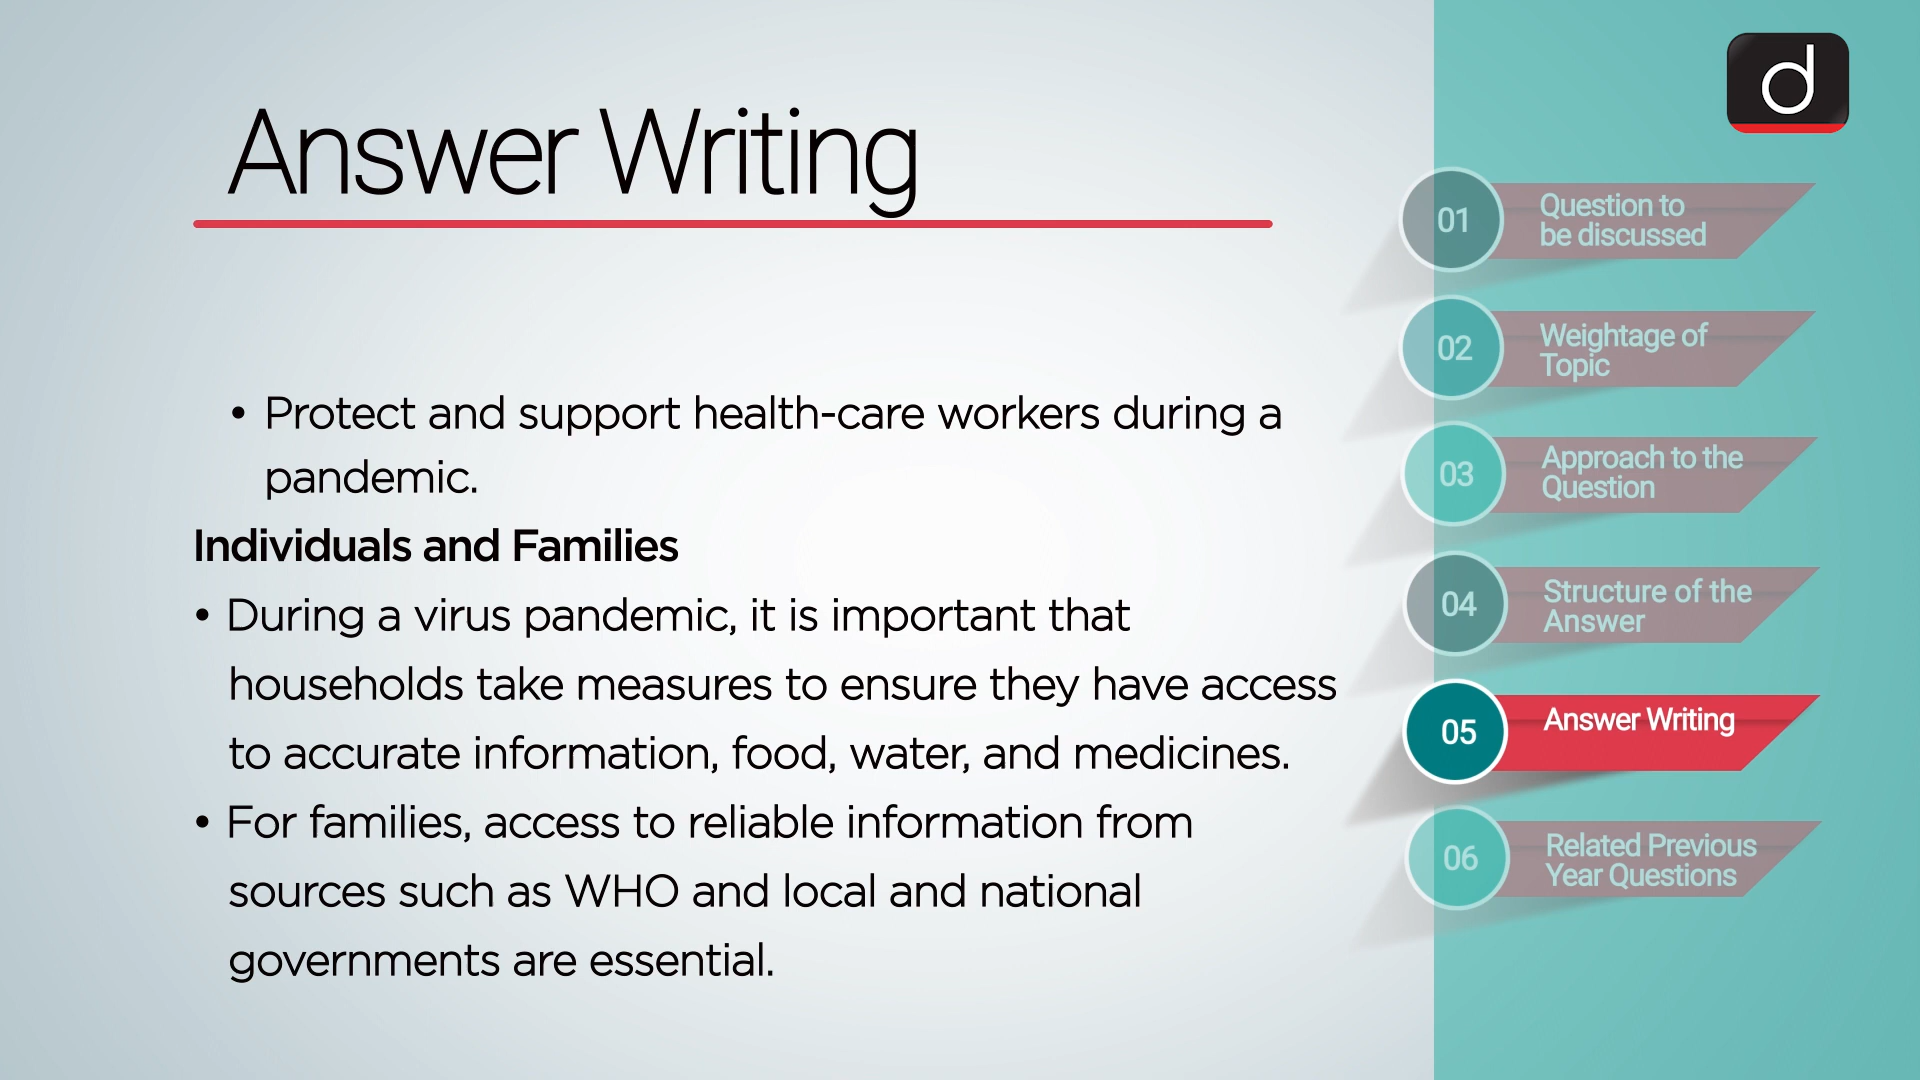 Answer Writing
• Protect and support health-care workers during a
pandemic.
Individuals and Families
• During a virus pandemic, it is important that
households take measures to ensure they have access
to accurate information, food, water, and medicines.
• For families, access to reliable information from
sources such as WHO and local and national
governments are essential.
d
01
Question to
be discussed
02
Weightage of
Topic
03
Approach to the
Question
04
Structure of the
Answer
05
Answer Writing
06
Related Previous
Year Questions